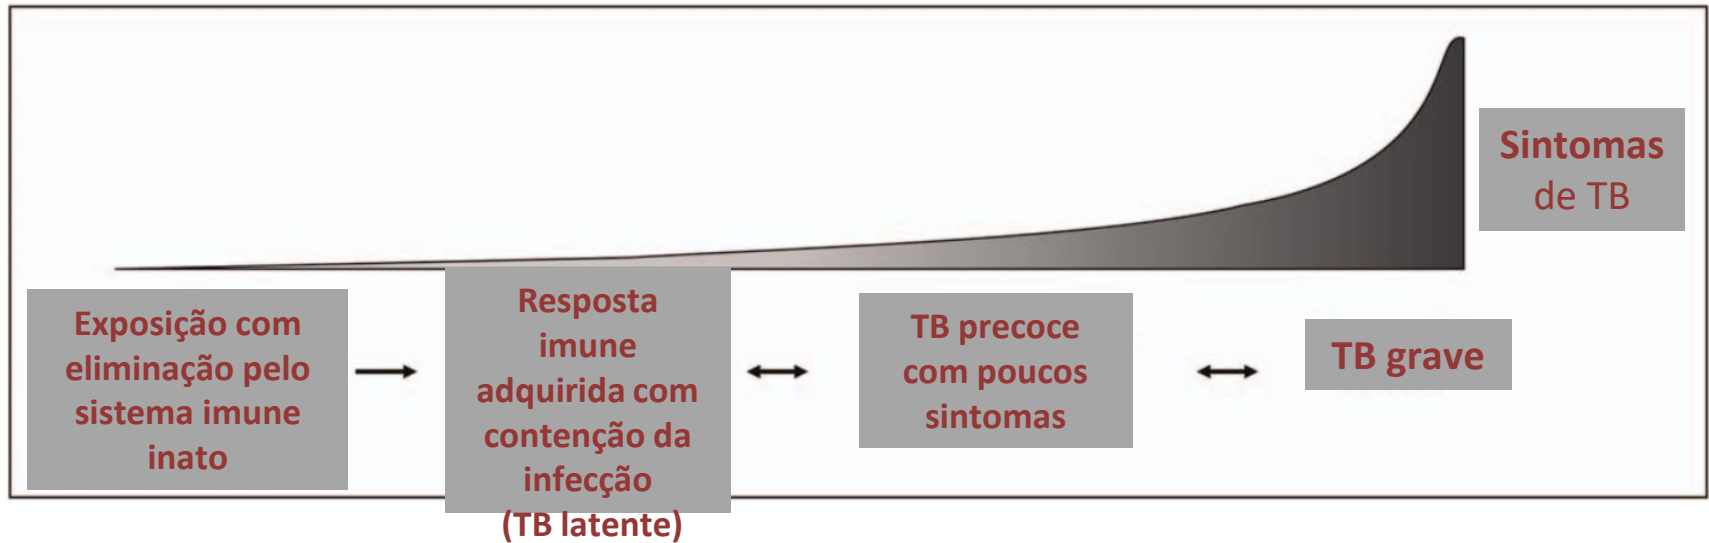 Sintomas
de TB
Exposição com
eliminação pelo
sistema imune
inato
Resposta
imune
adquirida com
contenção da
infecção
(TB latente)
TB precoce
com poucos
sintomas
TB grave